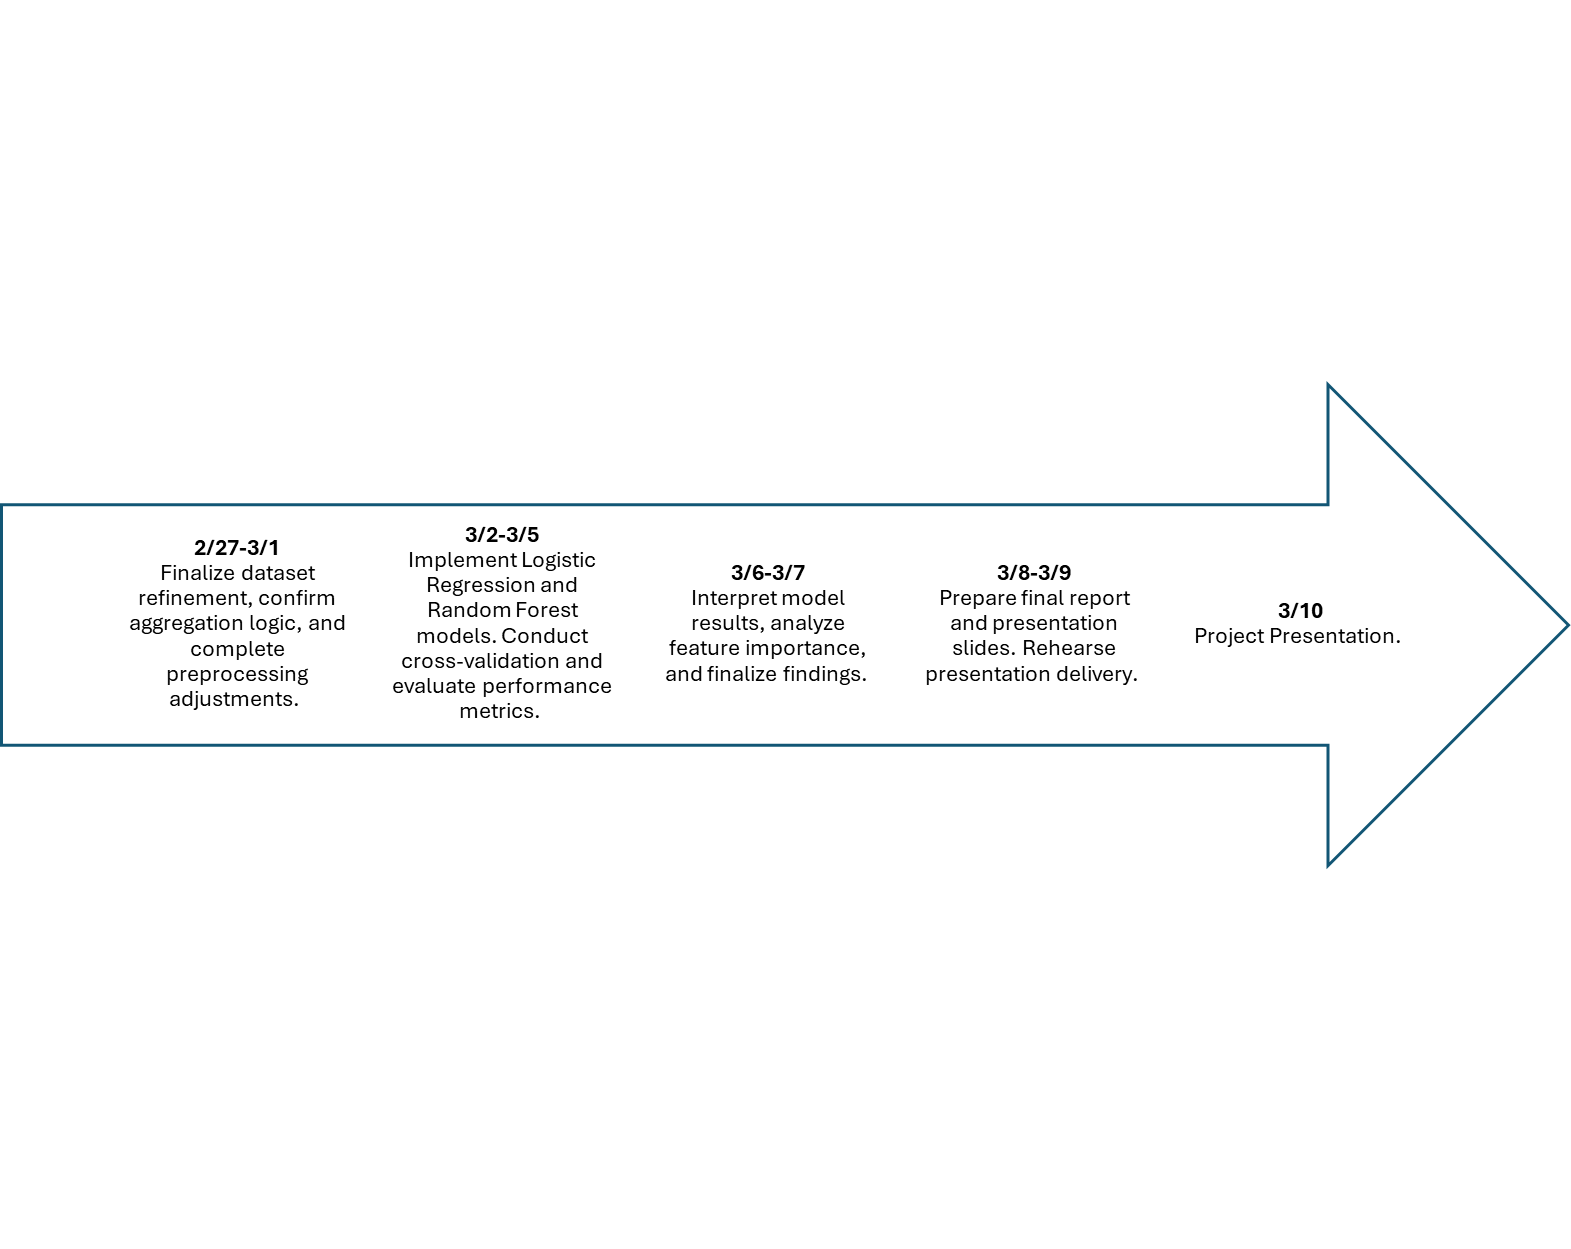 2/27-3/1
Finalize dataset
refinement, confirm
aggregation logic, and
complete
preprocessing
adjustments.
3/2-3/5
Implement Logistic
Regression and
Random Forest
models. Conduct
cross-validation and
evaluate performance
metrics.
3/6-3/7
Interpret model
results, analyze
feature importance,
and finalize findings.
3/8-3/9
Prepare final report
and presentation
slides. Rehearse
presentation delivery.
3/10
Project Presentation.